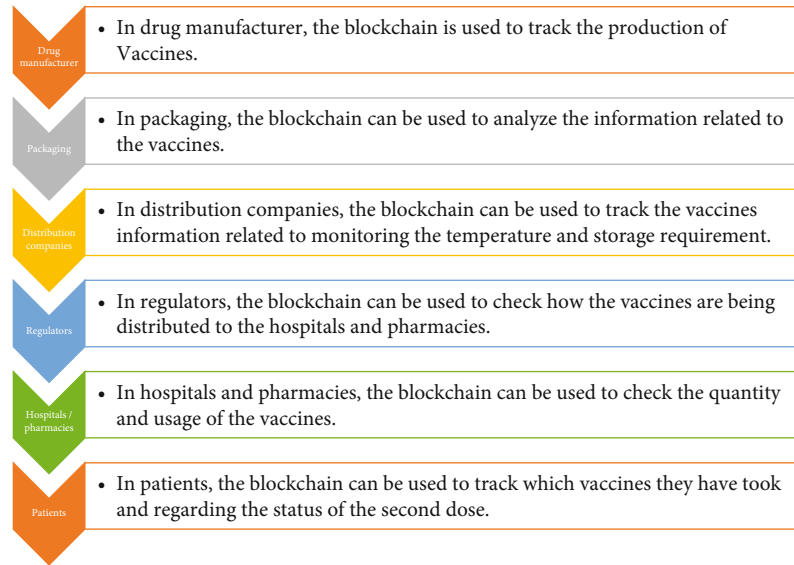 Drug
manufacturer
• In drug manufacturer, the blockchain is used to track the production of
Vaccines.
Packaging
• In packaging, the blockchain can be used to analyze the information related to
the vaccines.
Distribution
companies
• In distribution companies, the blockchain can be used to track the vaccines
information related to monitoring the temperature and storage requirement.
Regulators
• In regulators, the blockchain can be used to check how the vaccines are being
distributed to the hospitals and pharmacies.
Hospitals /
pharmacies
• In hospitals and pharmacies, the blockchain can be used to check the quantity
and usage of the vaccines.
Patients
• In patients, the blockchain can be used to track which vaccines they have took
and regarding the status of the second dose.